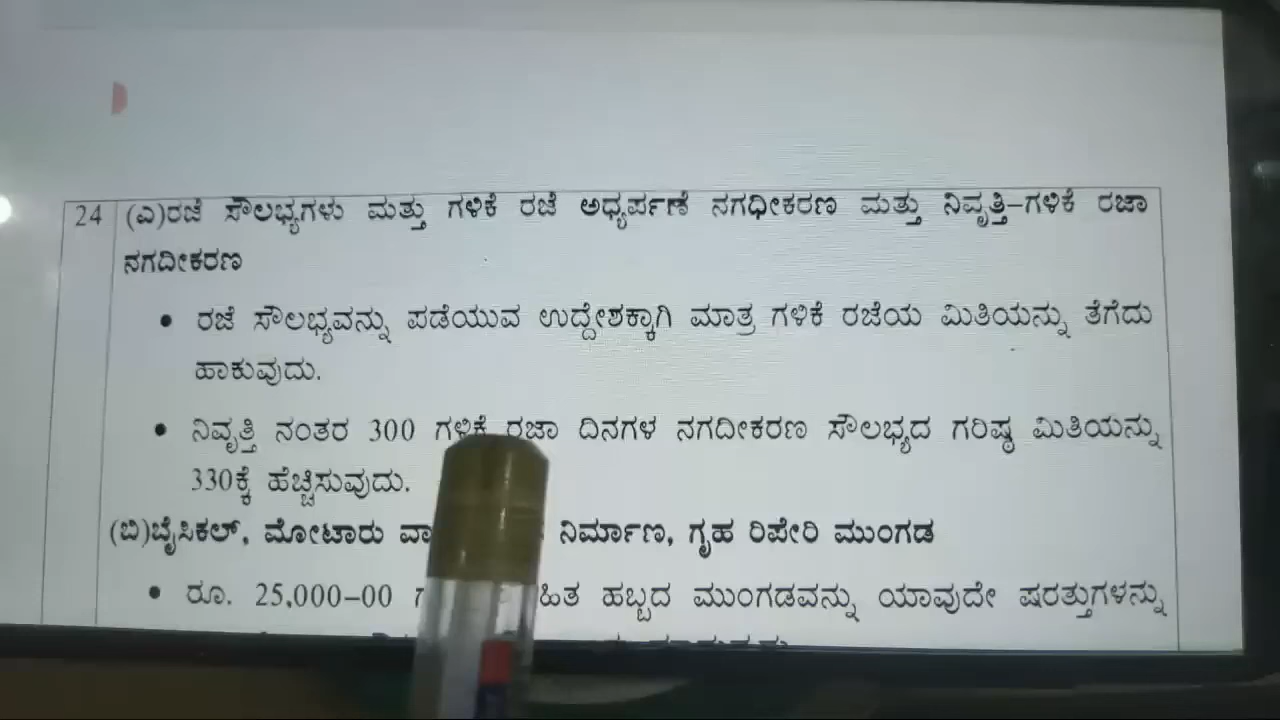 24 (ಎ)ರಜೆ ಸೌಲಭ್ಯಗಳು ಮತ್ತು ಗಳಿಕೆ ರಜೆ ಅಧ್ಯರ್ಪಣೆ ನಗಧೀಕರಣ ಮತ್ತು ನಿವೃತ್ತಿ–ಗಳಿಕೆ ರಜಾ
ನಗದೀಕರಣ
• ರಜೆ ಸೌಲಭ್ಯವನ್ನು ಪಡೆಯುವ ಉದ್ದೇಶಕ್ಕಾಗಿ ಮಾತ್ರ ಗಳಿಕೆ ರಜೆಯ ಮಿತಿಯನ್ನು ತೆಗೆದು
ಹಾಕುವುದು.
• ನಿವೃತ್ತಿ ನಂತರ 300 ಗಳಿಕೆ ರಜಾ ದಿನಗಳ ನಗದೀಕರಣ ಸೌಲಭ್ಯದ ಗರಿಷ್ಠ ಮಿತಿಯನ್ನು
330ಕ್ಕೆ ಹೆಚ್ಚಿಸುವುದು.
(ಬಿ)ಬೈಸಿಕಲ್, ಮೋಟಾರು ನಿರ್ಮಾಣ, ಗೃಹ ರಿಪೇರಿ ಮುಂಗಡ
• ರೂ. 25,000–00 ಹಬ್ಬದ ಮುಂಗಡವನ್ನು ಯಾವುದೇ ಷರತ್ತುಗಳನ್ನು